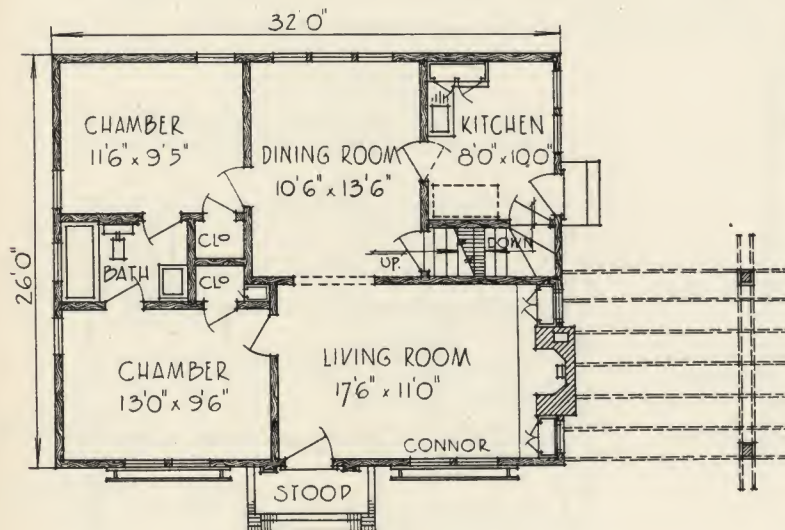 32'0"
26'0"
CHAMBER
11'6" x 9'5"
DINING ROOM
10'6" x 13'6"
KITCHEN
8'0" x 10'0
CLO
BATH
CLO
UP.
DOWN
CHAMBER
13'0" x 9'6"
LIVING ROOM
17'6" x 11'0"
CONNOR
STOOP